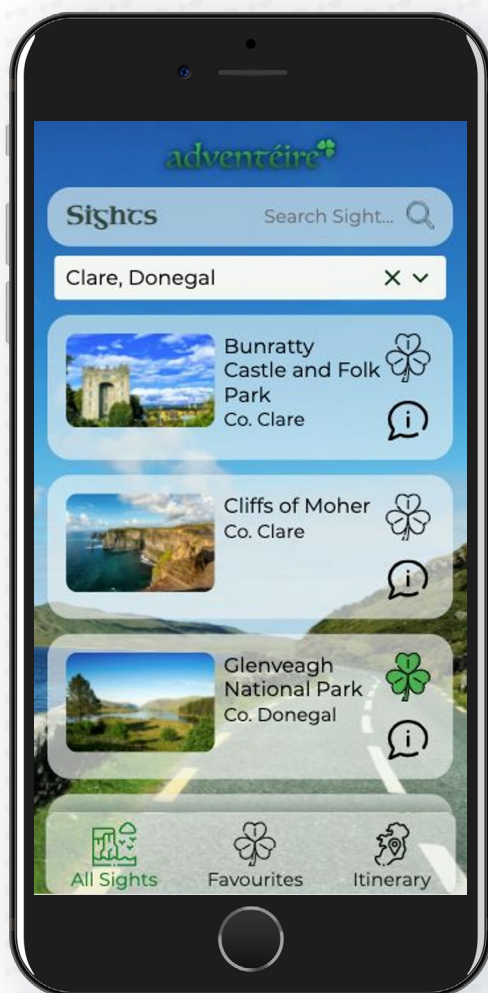 adventéire
Sights
Search Sight...
Clare, Donegal
Bunratty
Castle and Folk
Park
Co. Clare
Cliffs of Moher
Co. Clare
Glenveagh
National Park
Co. Donegal
All Sights
Favourites
Itinerary